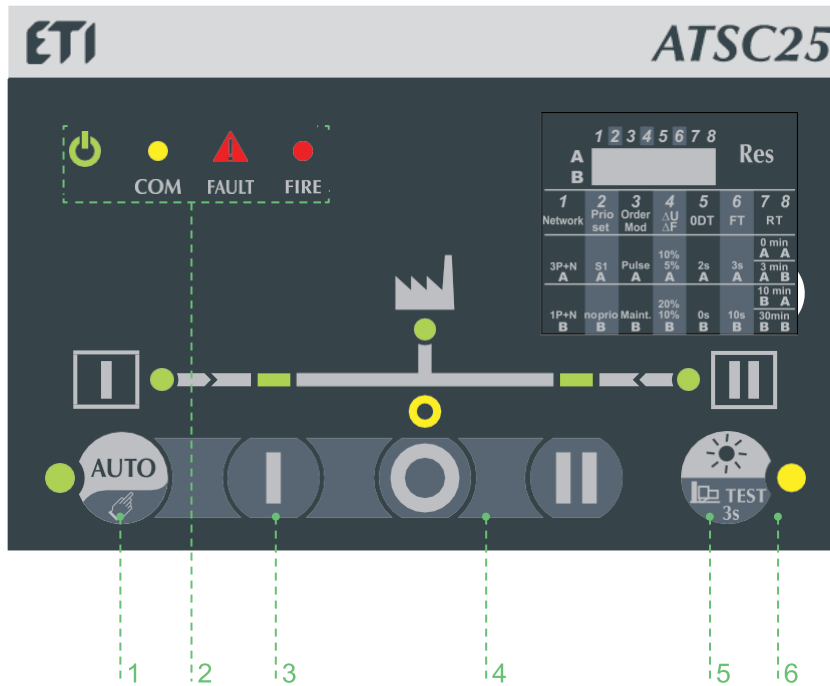 ETI ATSC25
1 2 3 4 5 6 7 8
A
B
Res
COM FAULT FIRE
1 2 3 4 5 6 7 8
Network Prio set Order Mod ΔU ΔF 0DT FT RT
3P+N A S1 A Pulse A 10% 5% A 2s A 3s A
0 min
A A
3 min
A B
1P+N B noprio B Maint. B 20% 10% B 0s B 10s B
10 min
B A
30min
B B
I II
AUTO I O II
TEST
3s
1 2 3 4 5 6